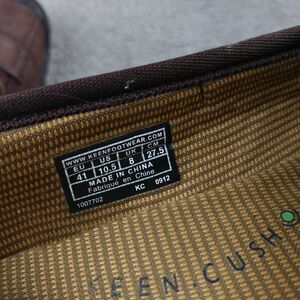 WWW.KEENFOOTWEAR.COM
EU US UK CM
41 10.5 8 27.5
MADE IN CHINA
Fabriqué en Chine
1007702 KC 0912
EEN.CUSH